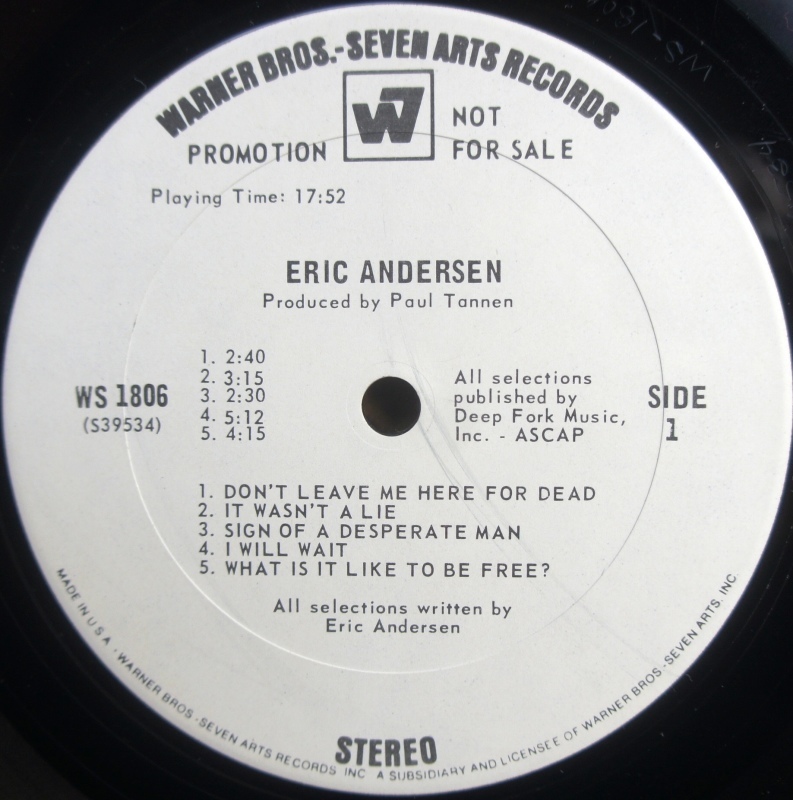 WARNER BROS.-SEVEN ARTS RECORDS
W7
PROMOTION NOT FOR SALE
Playing Time: 17:52
ERIC ANDERSEN
Produced by Paul Tannen
1. 2:40
2. 3:15
3. 2:30
4. 5:12
5. 4:15
WS 1806
(S39534)
All selections
published by
Deep Fork Music,
Inc. - ASCAP
SIDE
1
1. DON'T LEAVE ME HERE FOR DEAD
2. IT WASN'T A LIE
3. SIGN OF A DESPERATE MAN
4. I WILL WAIT
5. WHAT IS IT LIKE TO BE FREE?
All selections written by
Eric Andersen
STEREO
MADE IN U.S.A. · WARNER BROS.-SEVEN ARTS RECORDS INC. A SUBSIDIARY AND LICENSEE OF WARNER BROS.-SEVEN ARTS. INC.